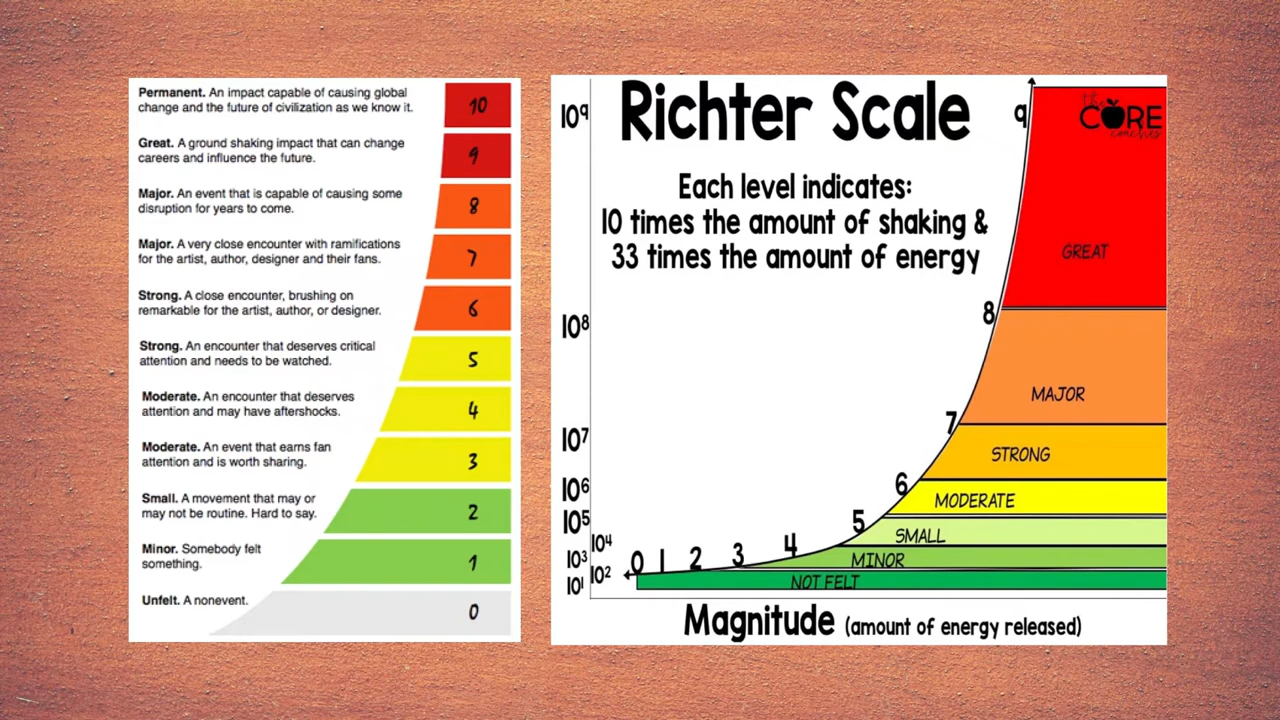 Permanent. An impact capable of causing global
change and the future of civilization as we know it.
10
Great. A ground shaking impact that can change
careers and influence the future.
9
Major. An event that is capable of causing some
disruption for years to come.
8
Major. A very close encounter with ramifications
for the artist, author, designer and their fans.
7
Strong. A close encounter, brushing on
remarkable for the artist, author, or designer.
6
Strong. An encounter that deserves critical
attention and needs to be watched.
5
Moderate. An encounter that deserves
attention and may have aftershocks.
4
Moderate. An event that earns fan
attention and is worth sharing.
3
Small. A movement that may or
may not be routine. Hard to say.
2
Minor. Somebody felt
something.
1
Unfelt. A nonevent.
0
Richter Scale
Each level indicates:
10 times the amount of shaking &
33 times the amount of energy
the
CORE
coaches
10⁹
9
GREAT
10⁸
8
MAJOR
10⁷
7
STRONG
10⁶
6
MODERATE
10⁵
5
SMALL
10⁴
4
10³
3
MINOR
10²
0 1 2
10¹
NOT FELT
Magnitude (amount of energy released)